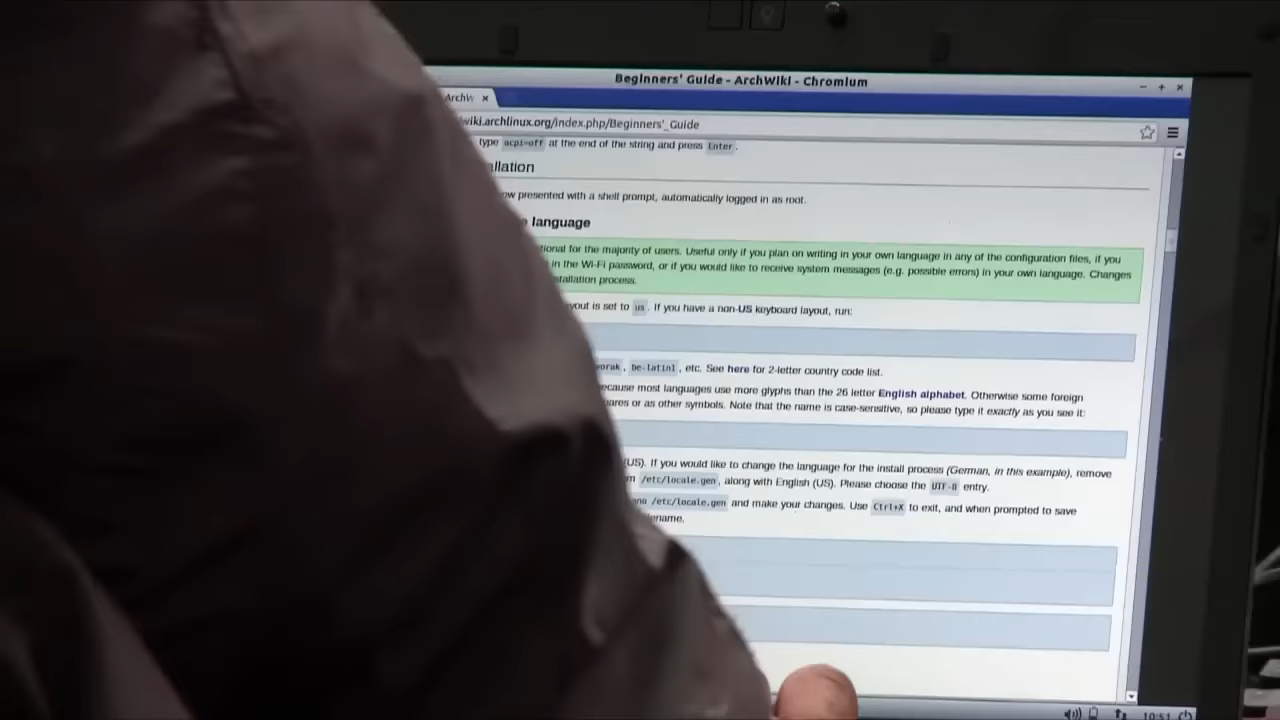 Beginners' Guide - ArchWiki - Chromium
ArchW
wiki.archlinux.org/index.php/Beginners'_Guide
type acpi=off at the end of the string and press Enter.
allation
ow presented with a shell prompt, automatically logged in as root.
language
tional for the majority of users. Useful only if you plan on writing in your own language in any of the configuration files, if you
in the Wi-Fi password, or if you would like to receive system messages (e.g. possible errors) in your own language. Changes
stallation process.
yout is set to us. If you have a non-US keyboard layout, run:
vorak, be-latin1, etc. See here for 2-letter country code list.
ecause most languages use more glyphs than the 26 letter English alphabet. Otherwise some foreign
ares or as other symbols. Note that the name is case-sensitive, so please type it exactly as you see it:
(US). If you would like to change the language for the install process (German, in this example), remove
m /etc/locale.gen, along with English (US). Please choose the UTF-8 entry.
ano /etc/locale.gen and make your changes. Use Ctrl+X to exit, and when prompted to save
lename.
10:51